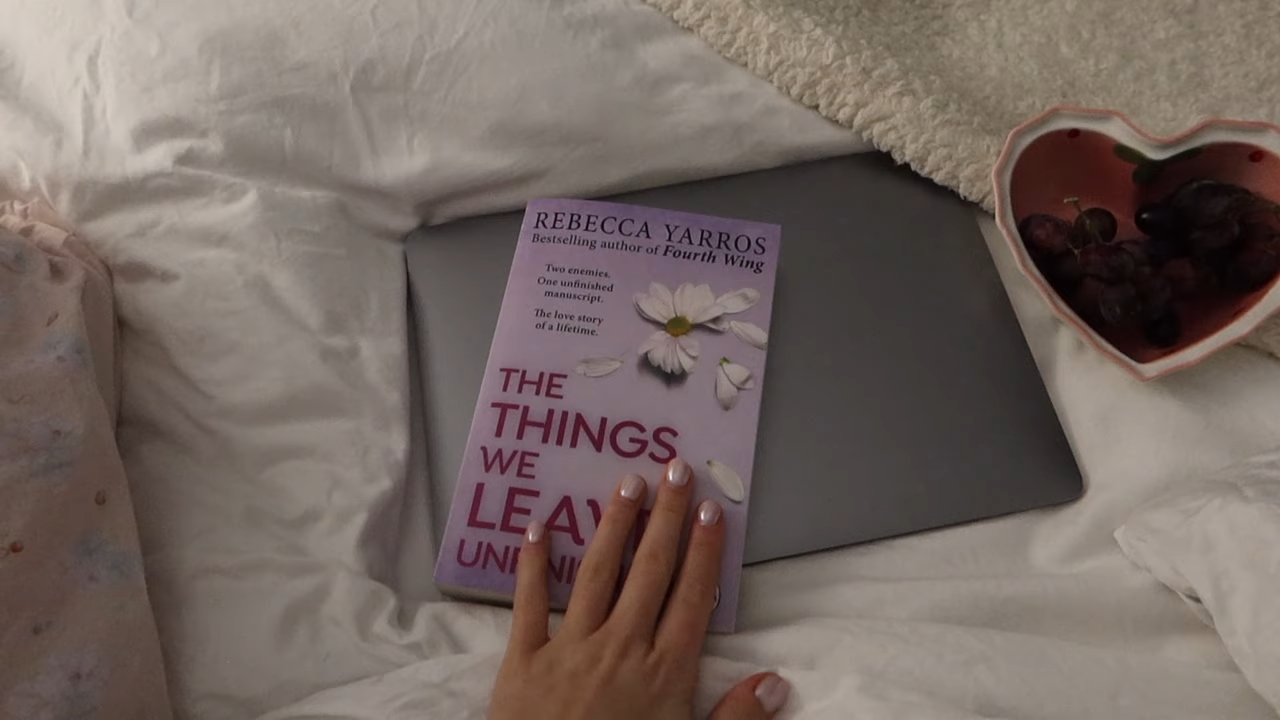 REBECCA YARROS
Bestselling author of Fourth Wing
Two enemies.
One unfinished
manuscript.
The love story
of a lifetime.
THE
THINGS
WE